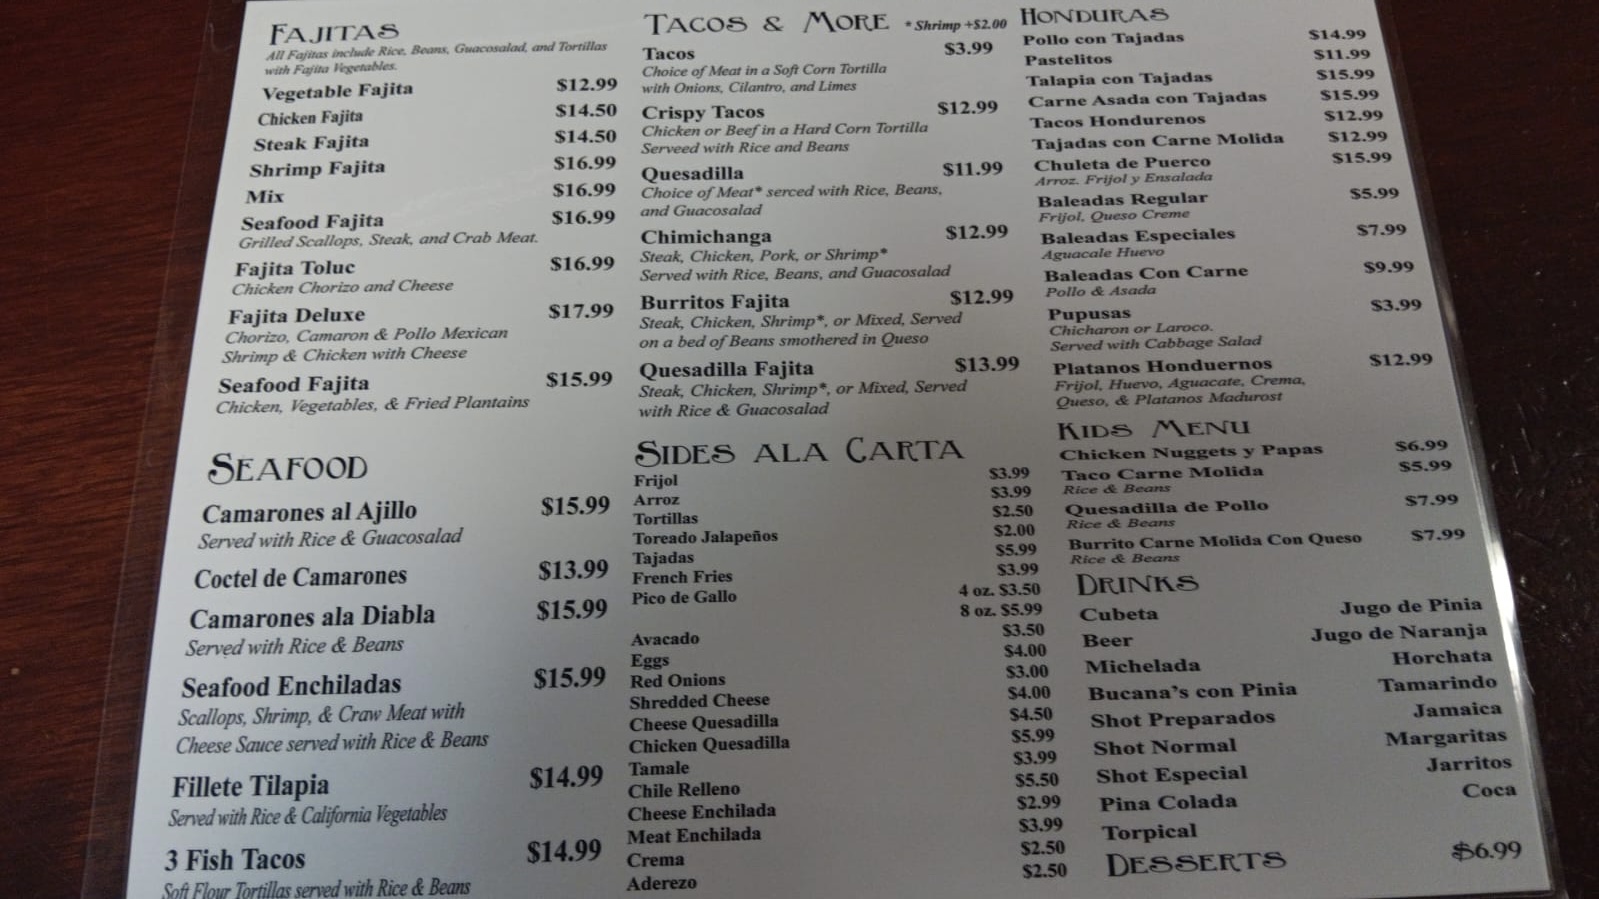 FAJITAS
All Fajitas include Rice, Beans, Guacosalad, and Tortillas
with Fajita Vegetables.
Vegetable Fajita $12.99
Chicken Fajita $14.50
Steak Fajita $14.50
Shrimp Fajita $16.99
Mix $16.99
Seafood Fajita $16.99
Grilled Scallops, Steak, and Crab Meat.
Fajita Toluc $16.99
Chicken Chorizo and Cheese
Fajita Deluxe $17.99
Chorizo, Camaron & Pollo Mexican
Shrimp & Chicken with Cheese
Seafood Fajita $15.99
Chicken, Vegetables, & Fried Plantains
SEAFOOD
Camarones al Ajillo $15.99
Served with Rice & Guacosalad
Coctel de Camarones $13.99
Camarones ala Diabla $15.99
Served with Rice & Beans
Seafood Enchiladas $15.99
Scallops, Shrimp, & Craw Meat with
Cheese Sauce served with Rice & Beans
Fillete Tilapia $14.99
Served with Rice & California Vegetables
3 Fish Tacos $14.99
Soft Flour Tortillas served with Rice & Beans
TACOS & MORE * Shrimp +$2.00
Tacos $3.99
Choice of Meat in a Soft Corn Tortilla
with Onions, Cilantro, and Limes
Crispy Tacos $12.99
Chicken or Beef in a Hard Corn Tortilla
Serveed with Rice and Beans
Quesadilla $11.99
Choice of Meat* serced with Rice, Beans,
and Guacosalad
Chimichanga $12.99
Steak, Chicken, Pork, or Shrimp*
Served with Rice, Beans, and Guacosalad
Burritos Fajita $12.99
Steak, Chicken, Shrimp*, or Mixed, Served
on a bed of Beans smothered in Queso
Quesadilla Fajita $13.99
Steak, Chicken, Shrimp*, or Mixed, Served
with Rice & Guacosalad
SIDES ALA CARTA
Frijol $3.99
Arroz $3.99
Tortillas $2.50
Toreado Jalapeños $2.00
Tajadas $5.99
French Fries $3.99
Pico de Gallo 4 oz. $3.50
8 oz. $5.99
Avacado $3.50
Eggs $4.00
Red Onions $3.00
Shredded Cheese $4.00
Cheese Quesadilla $4.50
Chicken Quesadilla $5.99
Tamale $3.99
Chile Relleno $5.50
Cheese Enchilada $2.99
Meat Enchilada $3.99
Crema $2.50
Aderezo $2.50
HONDURAS
Pollo con Tajadas $14.99
Pastelitos $11.99
Talapia con Tajadas $15.99
Carne Asada con Tajadas $15.99
Tacos Hondurenos $12.99
Tajadas con Carne Molida $12.99
Chuleta de Puerco $15.99
Arroz. Frijol y Ensalada
Baleadas Regular $5.99
Frijol, Queso Creme
Baleadas Especiales $7.99
Aguacale Huevo
Baleadas Con Carne $9.99
Pollo & Asada
Pupusas $3.99
Chicharon or Laroco.
Served with Cabbage Salad
Platanos Honduernos $12.99
Frijol, Huevo, Aguacate, Crema,
Queso, & Platanos Madurost
KIDS MENU
Chicken Nuggets y Papas $6.99
Taco Carne Molida $5.99
Rice & Beans
Quesadilla de Pollo $7.99
Rice & Beans
Burrito Carne Molida Con Queso $7.99
Rice & Beans
DRINKS
Cubeta Jugo de Pinia
Beer Jugo de Naranja
Michelada Horchata
Bucana's con Pinia Tamarindo
Shot Preparados Jamaica
Shot Normal Margaritas
Shot Especial Jarritos
Pina Colada Coca
Torpical
DESSERTS $6.99